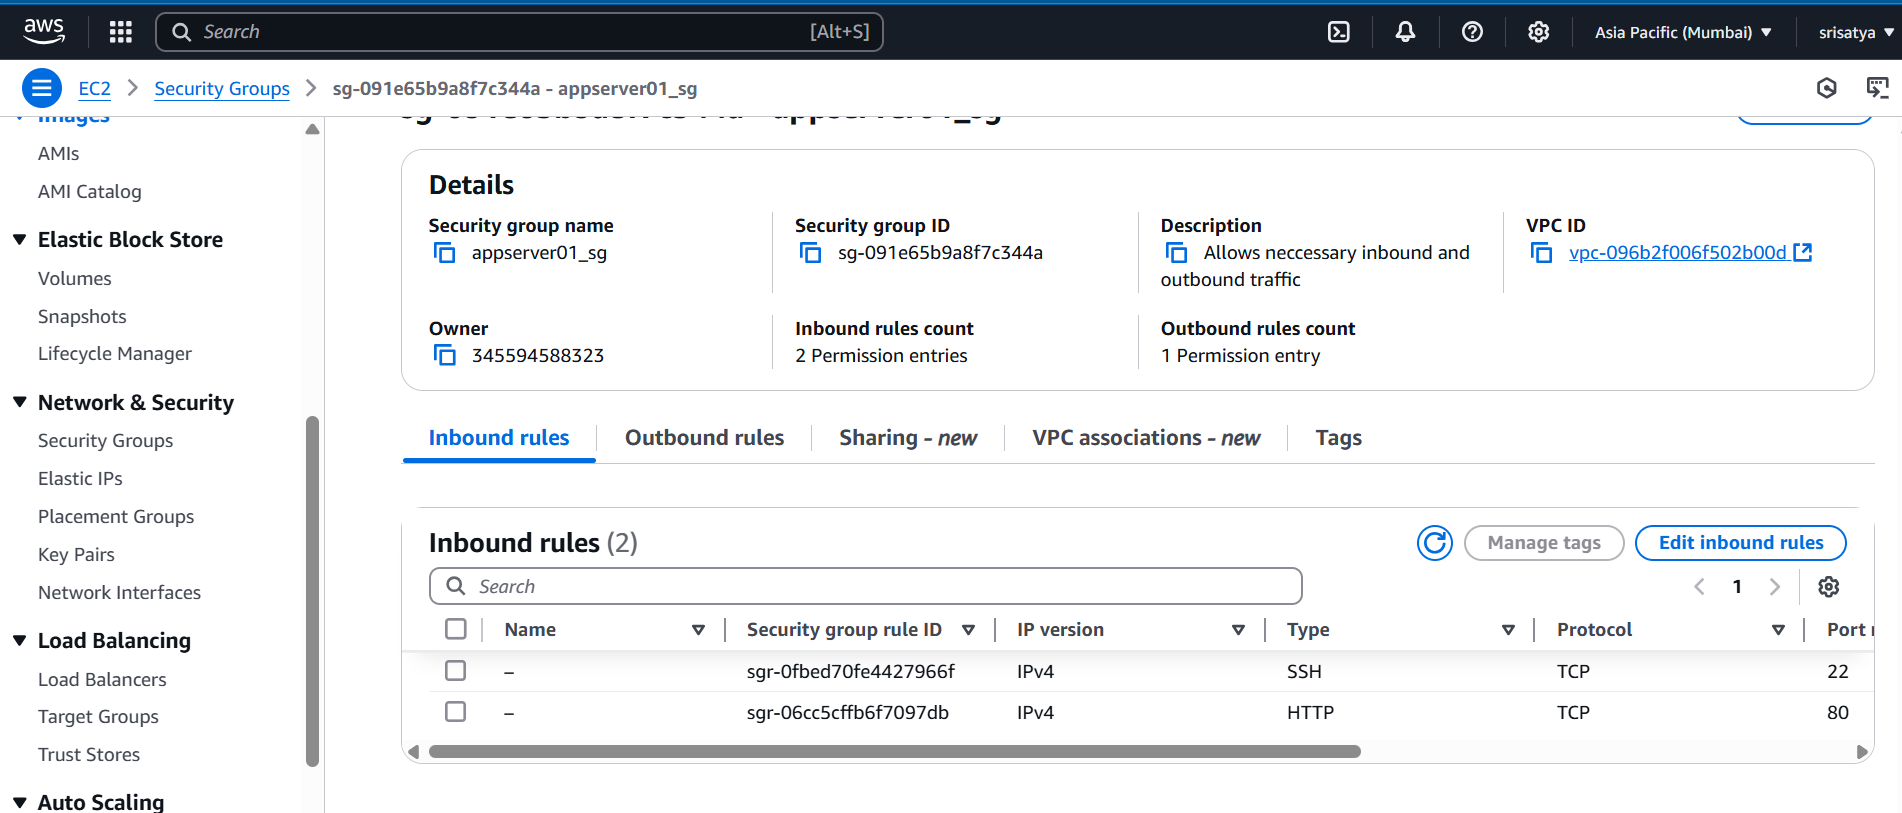 aws Search [Alt+S] Asia Pacific (Mumbai) srisatya
EC2 Security Groups sg-091e65b9a8f7c344a - appserver01_sg
Images
AMIs
AMI Catalog
Elastic Block Store
Volumes
Snapshots
Lifecycle Manager
Network & Security
Security Groups
Elastic IPs
Placement Groups
Key Pairs
Network Interfaces
Load Balancing
Load Balancers
Target Groups
Trust Stores
Auto Scaling
Details
Security group name
appserver01_sg
Security group ID
sg-091e65b9a8f7c344a
Description
Allows neccessary inbound and
outbound traffic
VPC ID
vpc-096b2f006f502b00d
Owner
345594588323
Inbound rules count
2 Permission entries
Outbound rules count
1 Permission entry
Inbound rules Outbound rules Sharing - new VPC associations - new Tags
Inbound rules (2) Manage tags Edit inbound rules
Search 1
Name Security group rule ID IP version Type Protocol Port
– sgr-0fbed70fe4427966f IPv4 SSH TCP 22
– sgr-06cc5cffb6f7097db IPv4 HTTP TCP 80